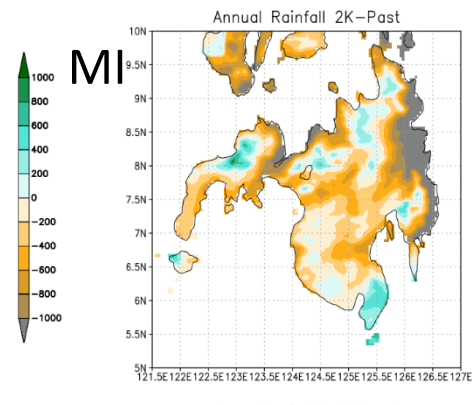 Annual Rainfall 2K-Past
MI
1000
800
600
400
200
0
-200
-400
-600
-800
-1000
10N
9.5N
9N
8.5N
8N
7.5N
7N
6.5N
6N
5.5N
5N
121.5E 122E 122.5E 123E 123.5E 124E 124.5E 125E 125.5E 126E 126.5E 127E